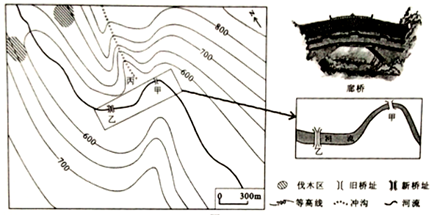 800
700
600
丙
甲
乙
600
700
0 300m
廊桥
甲
河 流
乙
伐木区 旧桥址 新桥址
等高线 冲沟 河流